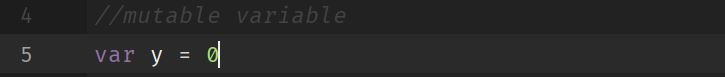 4 //mutable variable
5 var y = 0